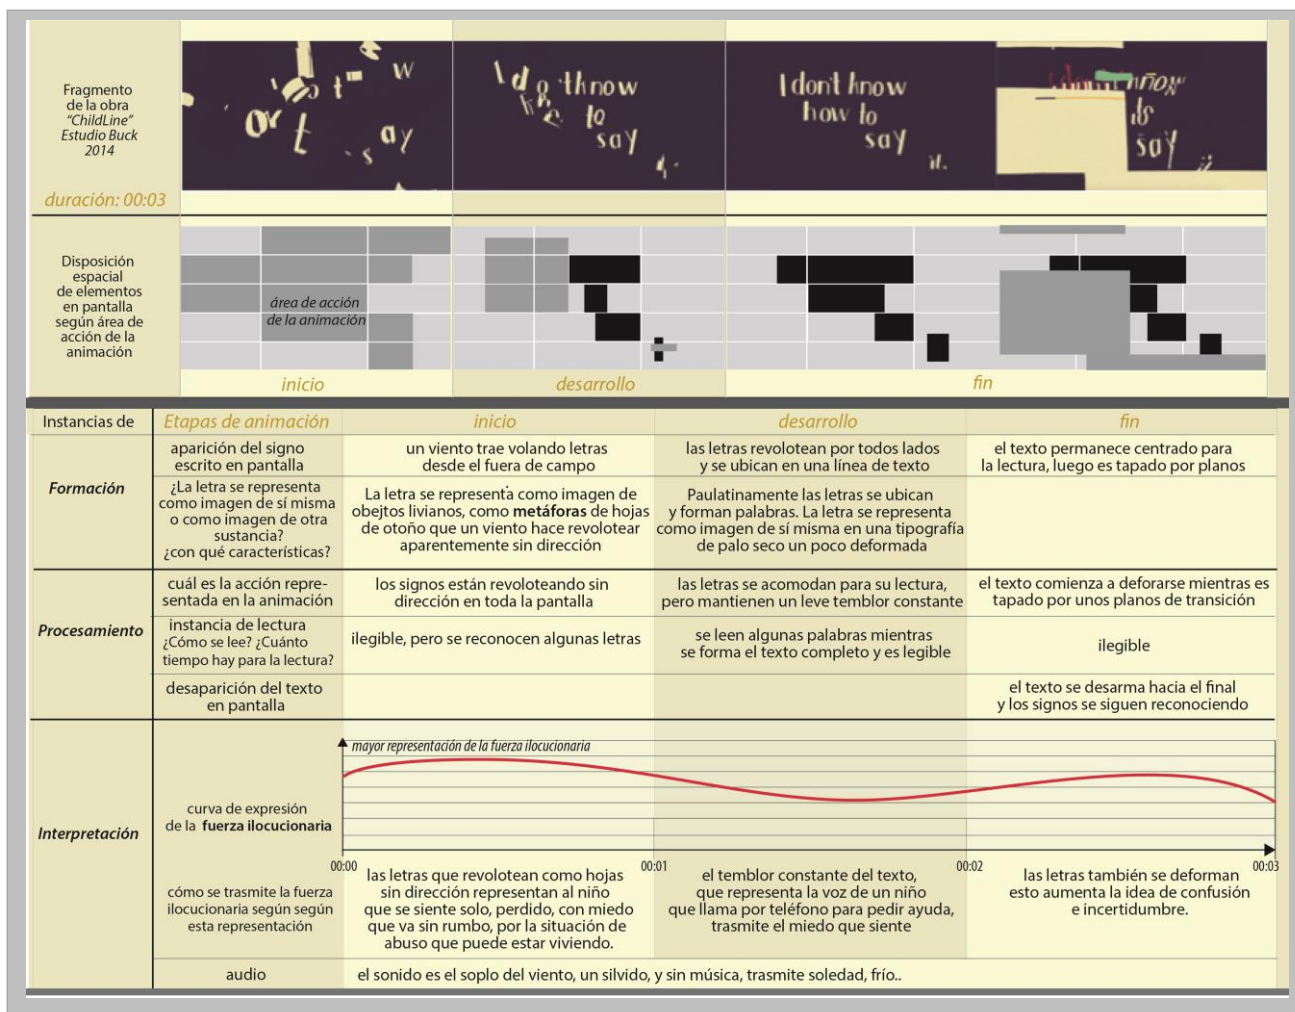 Fragmento
de la obra
"ChildLine"
Estudio Buck
2014
duración: 00:03
w
or t
ay
s
I do thow
to
say
I don't know
how to
say
it.
say
Disposición
espacial
de elementos
en pantalla
según área de
acción de la
animación
área de acción
de la animación
inicio
desarrollo
fin
Instancias de
Etapas de animación
inicio
desarrollo
fin
Formación
aparición del signo
escrito en pantalla
un viento trae volando letras
desde el fuera de campo
las letras revolotean por todos lados
y se ubican en una línea de texto
el texto permanece centrado para
la lectura, luego es tapado por planos
¿La letra se representa
como imagen de sí misma
o como imagen de otra
sustancia?
¿con qué características?
La letra se representa como imagen de
obejtos livianos, como metáforas de hojas
de otoño que un viento hace revolotear
aparentemente sin dirección
Paulatinamente las letras se ubican
y forman palabras. La letra se representa
como imagen de sí misma en una tipografía
de palo seco un poco deformada
Procesamiento
cuál es la acción repre-
sentada en la animación
los signos están revoloteando sin
dirección en toda la pantalla
las letras se acomodan para su lectura,
pero mantienen un leve temblor constante
el texto comienza a deforarse mientras es
tapado por unos planos de transición
instancia de lectura
¿Cómo se lee? ¿Cuánto
tiempo hay para la lectura?
ilegible, pero se reconocen algunas letras
se leen algunas palabras mientras
se forma el texto completo y es legible
ilegible
desaparición del texto
en pantalla
el texto se desarma hacia el final
y los signos se siguen reconociendo
Interpretación
curva de expresión
de la fuerza ilocucionaria
mayor representación de la fuerza ilocucionaria
00:00
00:01
00:02
00:03
cómo se trasmite la fuerza
ilocucionaria según según
esta representación
las letras que revolotean como hojas
sin dirección representan al niño
que se siente solo, perdido, con miedo
que va sin rumbo, por la situación de
abuso que puede estar viviendo.
el temblor constante del texto,
que representa la voz de un niño
que llama por teléfono para pedir ayuda,
trasmite el miedo que siente
las letras también se deforman
esto aumenta la idea de confusión
e incertidumbre.
audio
el sonido es el soplo del viento, un silvido, y sin música, trasmite soledad, frío..